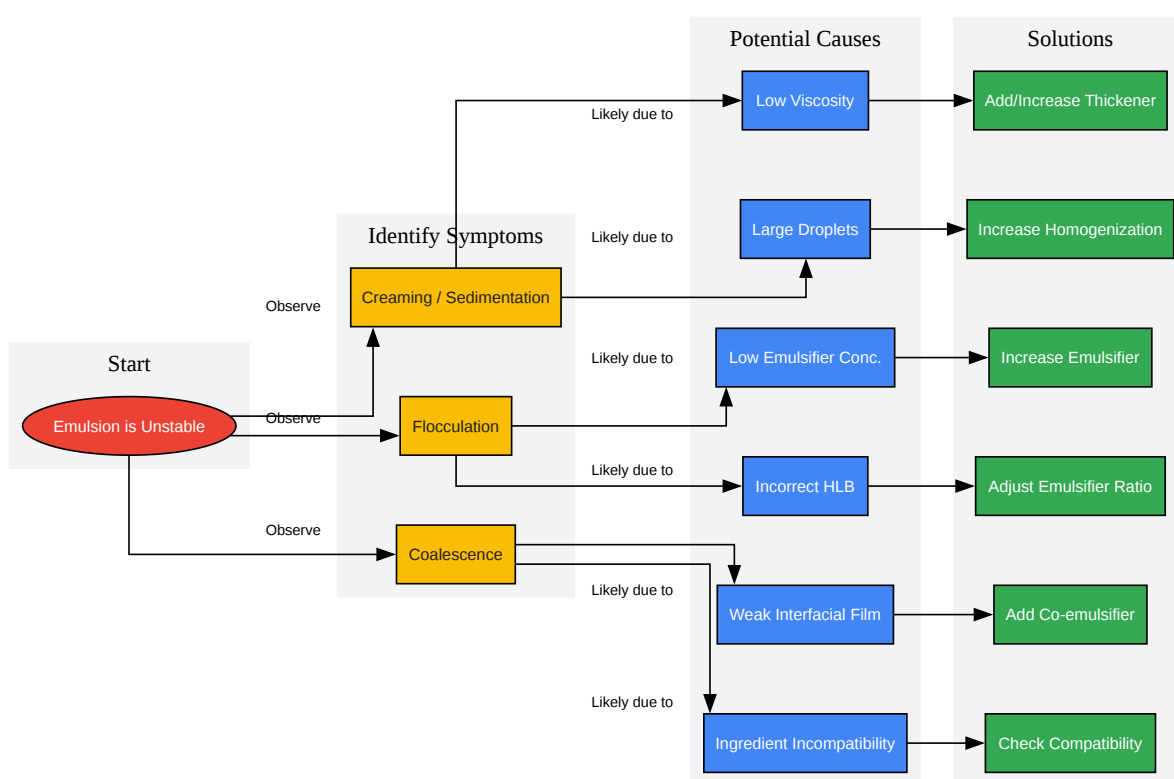 Potential Causes
Solutions
Low Viscosity
Add/Increase Thickener
Likely due to
Large Droplets
Increase Homogenization
Likely due to
Identify Symptoms
Creaming / Sedimentation
Observe
Likely due to
Low Emulsifier Conc.
Increase Emulsifier
Start
Emulsion is Unstable
Observe
Flocculation
Likely due to
Incorrect HLB
Adjust Emulsifier Ratio
Observe
Coalescence
Likely due to
Weak Interfacial Film
Add Co-emulsifier
Likely due to
Ingredient Incompatibility
Check Compatibility